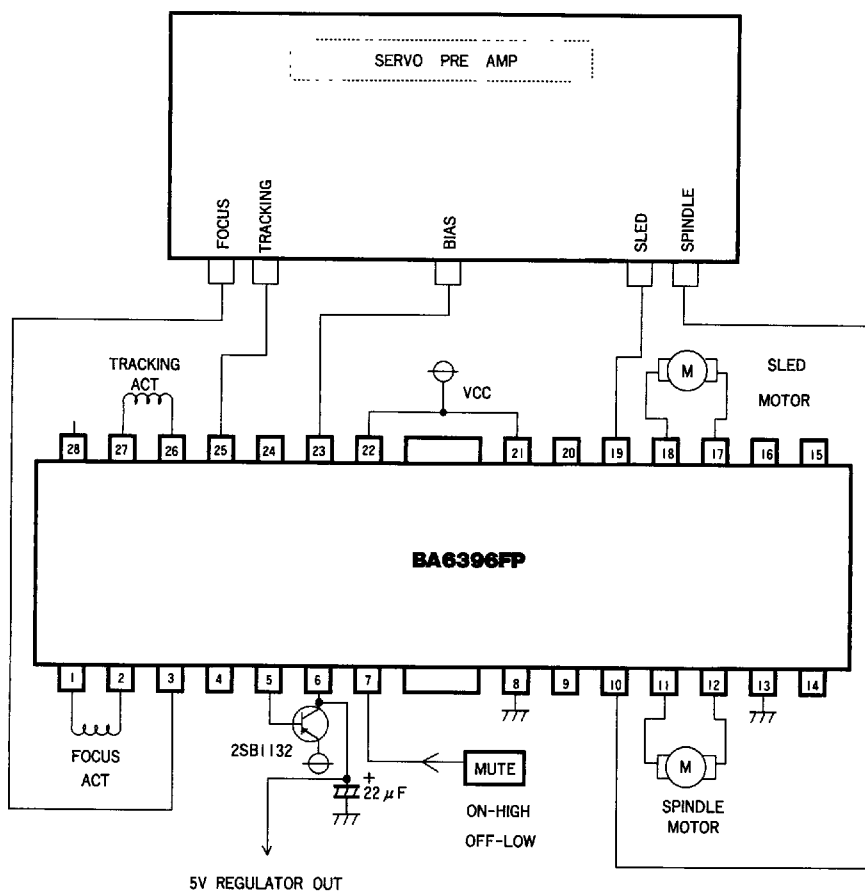 SERVO PRE AMP
FOCUS
TRACKING
BIAS
SLED
SPINDLE
TRACKING
ACT
VCC
M
SLED
MOTOR
28 27 26 25 24 23 22 21 20 19 18 17 16 15
BA6396FP
1 2 3 4 5 6 7 8 9 10 11 12 13 14
FOCUS
ACT
2SB1132
+
22μF
MUTE
ON-HIGH
OFF-LOW
M
SPINDLE
MOTOR
5V REGULATOR OUT